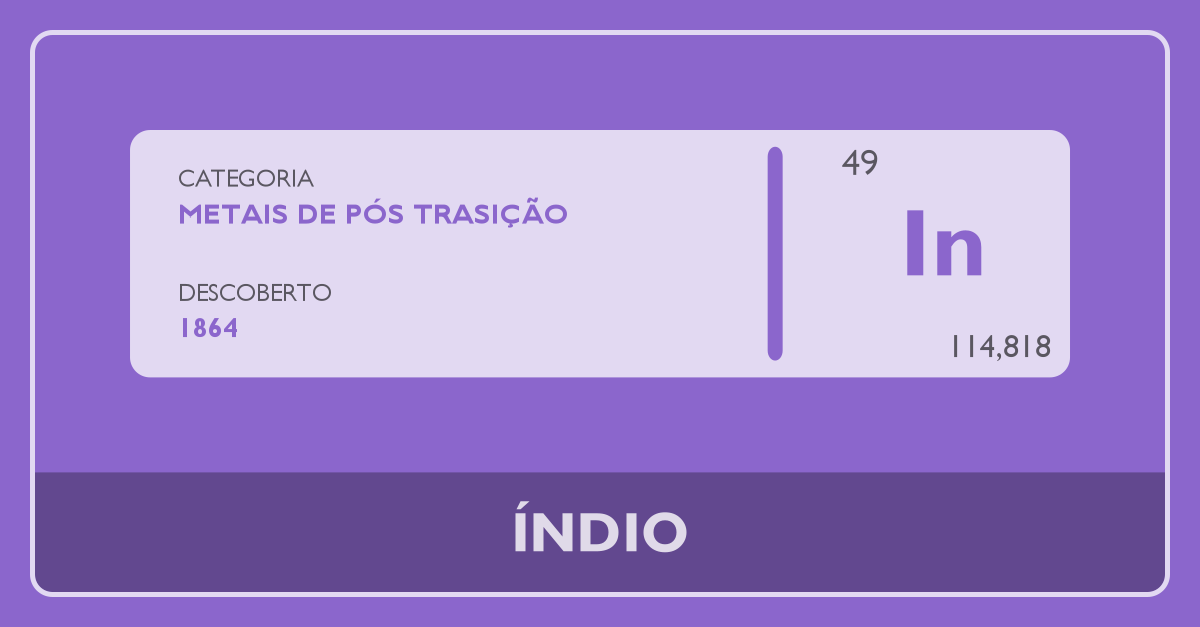 CATEGORIA
METAIS DE PÓS TRASIÇÃO
DESCOBERTO
1864
49
In
114,818
ÍNDIO